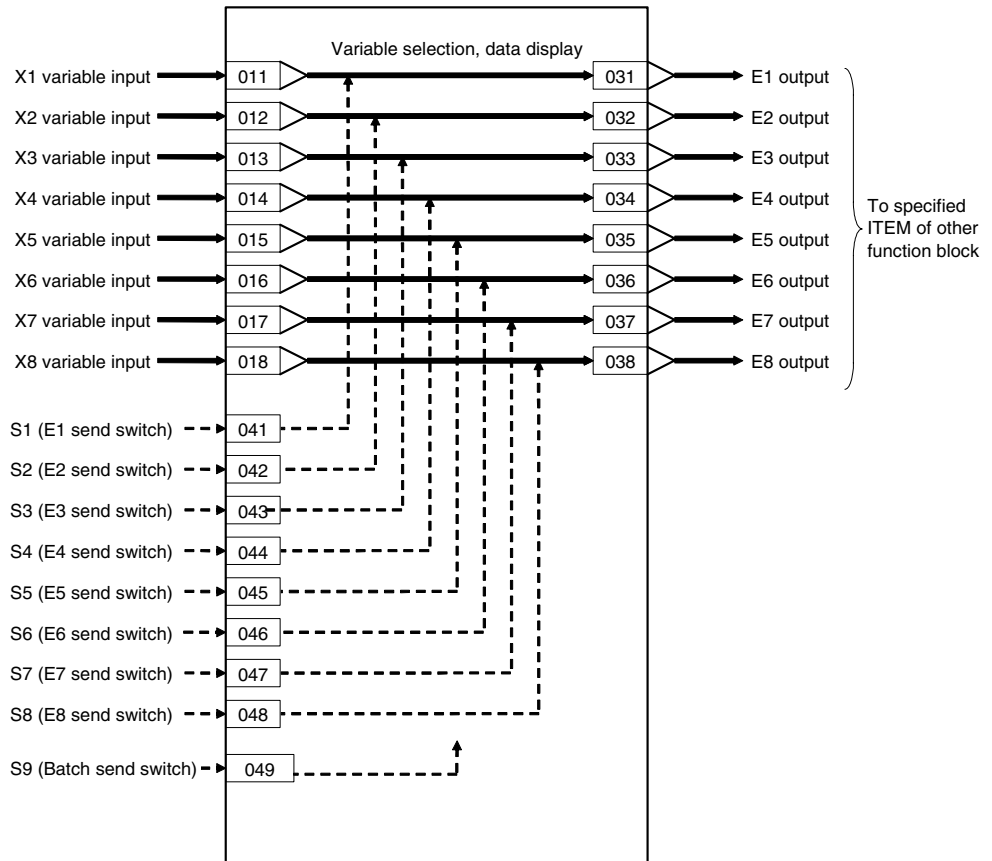 Variable selection, data display
X1 variable input 011 031 E1 output
X2 variable input 012 032 E2 output
X3 variable input 013 033 E3 output
X4 variable input 014 034 E4 output
X5 variable input 015 035 E5 output
X6 variable input 016 036 E6 output
X7 variable input 017 037 E7 output
X8 variable input 018 038 E8 output
To specified
ITEM of other
function block
S1 (E1 send switch) 041
S2 (E2 send switch) 042
S3 (E3 send switch) 043
S4 (E4 send switch) 044
S5 (E5 send switch) 045
S6 (E6 send switch) 046
S7 (E7 send switch) 047
S8 (E8 send switch) 048
S9 (Batch send switch) 049